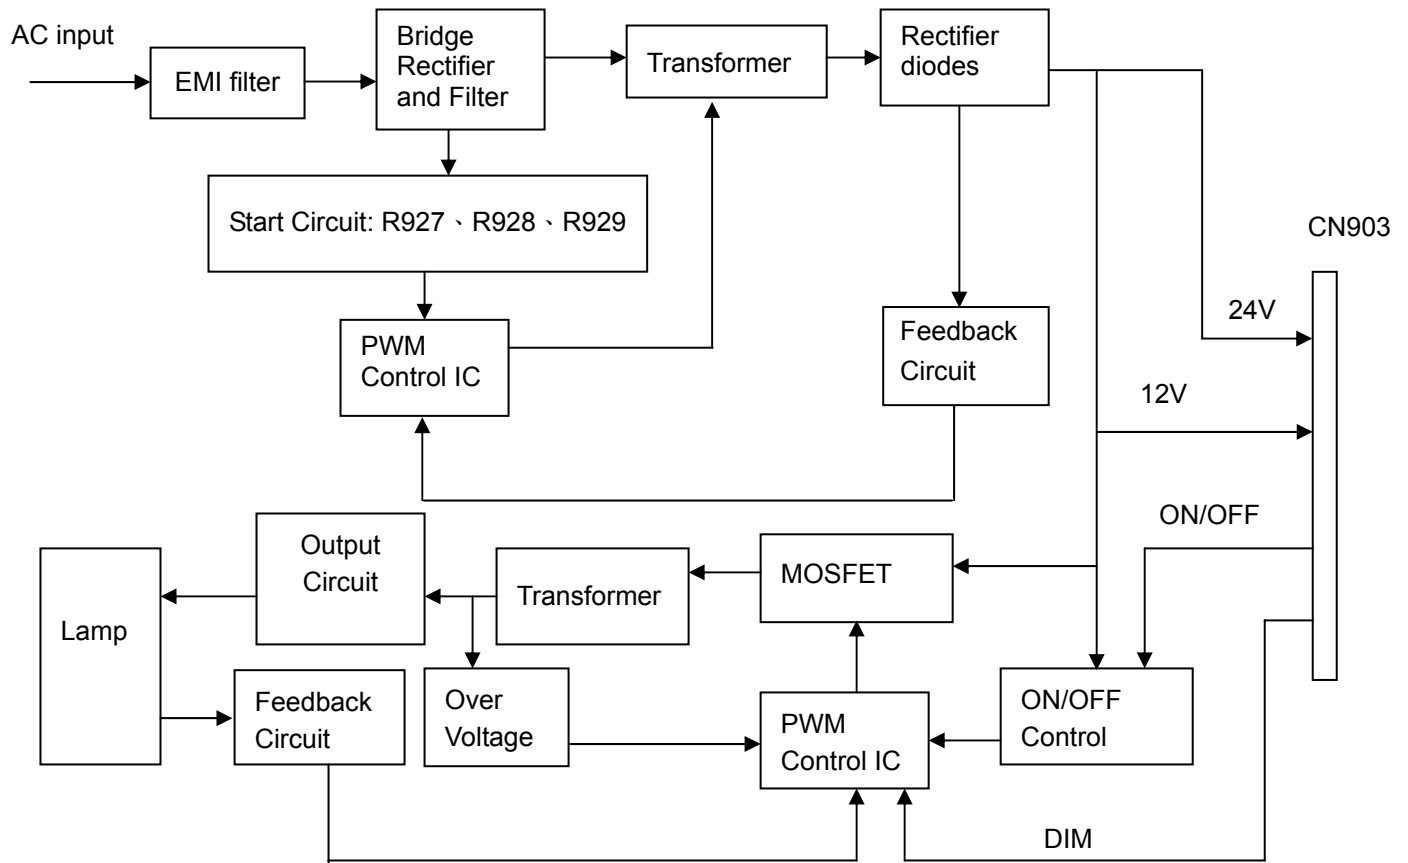 AC input
EMI filter
Bridge
Rectifier
and Filter
Transformer
Rectifier
diodes
Start Circuit: R927、R928、R929
CN903
PWM
Control IC
Feedback
Circuit
24V
12V
ON/OFF
Lamp
Output
Circuit
Transformer
MOSFET
Feedback
Circuit
Over
Voltage
PWM
Control IC
ON/OFF
Control
DIM